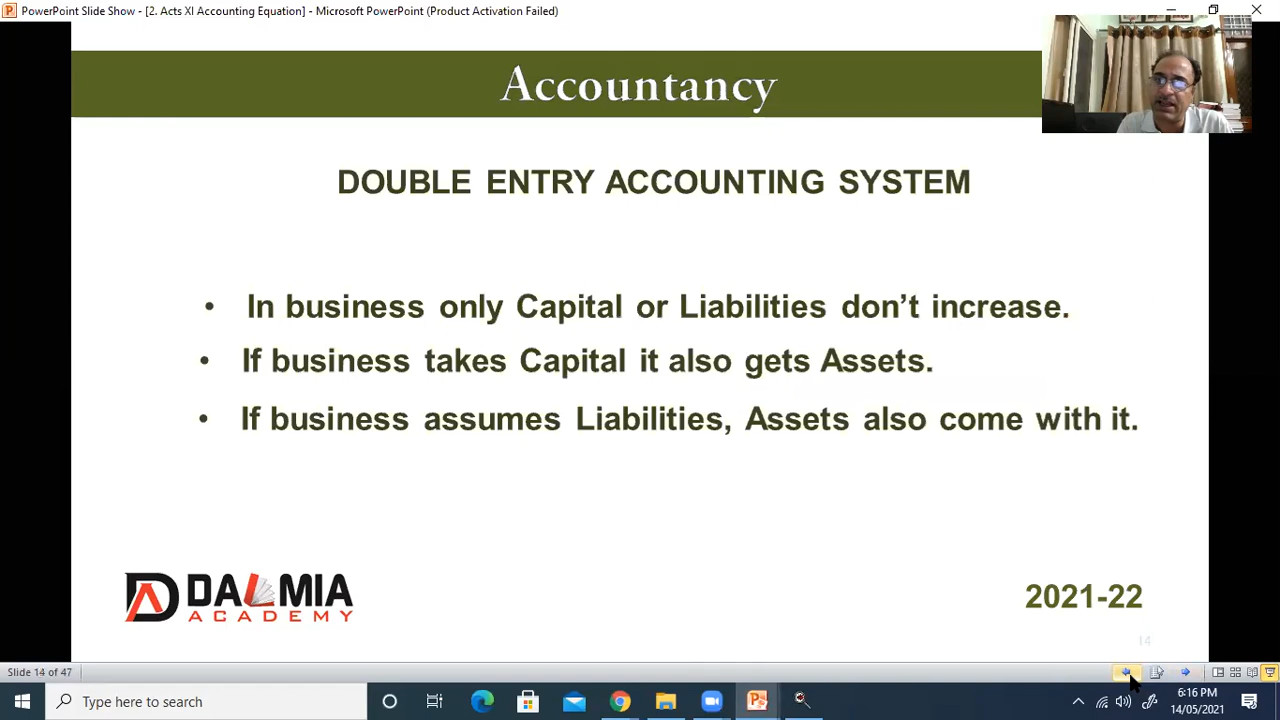 PowerPoint Slide Show - [2. Acts XI Accounting Equation] - Microsoft PowerPoint (Product Activation Failed)
Accountancy
DOUBLE ENTRY ACCOUNTING SYSTEM
• In business only Capital or Liabilities don’t increase.
• If business takes Capital it also gets Assets.
• If business assumes Liabilities, Assets also come with it.
DALMIA
ACADEMY
2021-22
14
Slide 14 of 47
Type here to search
6:16 PM
14/05/2021